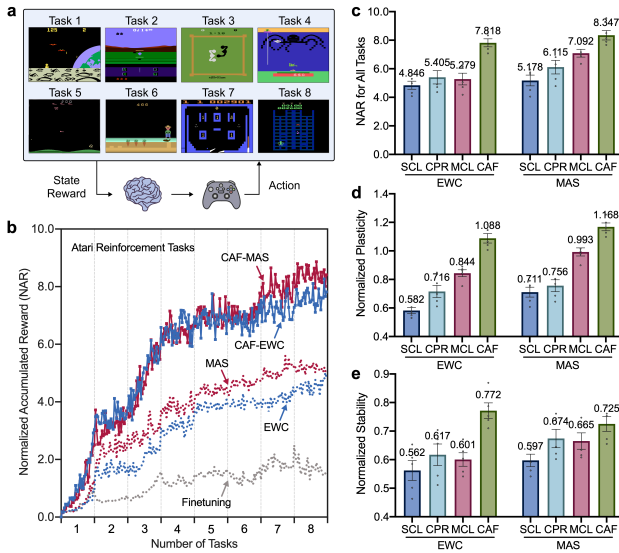 a
Task 1 Task 2 Task 3 Task 4
Task 5 Task 6 Task 7 Task 8
State
Reward
Action
b
Normalized Accumulated Reward (NAR)
10.0
8.0
6.0
4.0
2.0
0.0
Atari Reinforcement Tasks
CAF-MAS
CAF-EWC
MAS
EWC
Finetuning
1 2 3 4 5 6 7 8
Number of Tasks
c
NAR for All Tasks
10.0
8.0
6.0
4.0
2.0
0.0
4.846 5.405 5.279 7.818 5.178 6.115 7.092 8.347
SCL CPR MCL CAF SCL CPR MCL CAF
EWC MAS
d
Normalized Plasticity
1.4
1.2
1.0
0.8
0.6
0.4
0.582 0.716 0.844 1.088 0.711 0.756 0.993 1.168
SCL CPR MCL CAF SCL CPR MCL CAF
EWC MAS
e
Normalized Stability
0.9
0.8
0.7
0.6
0.5
0.4
0.562 0.617 0.601 0.772 0.597 0.674 0.665 0.725
SCL CPR MCL CAF SCL CPR MCL CAF
EWC MAS